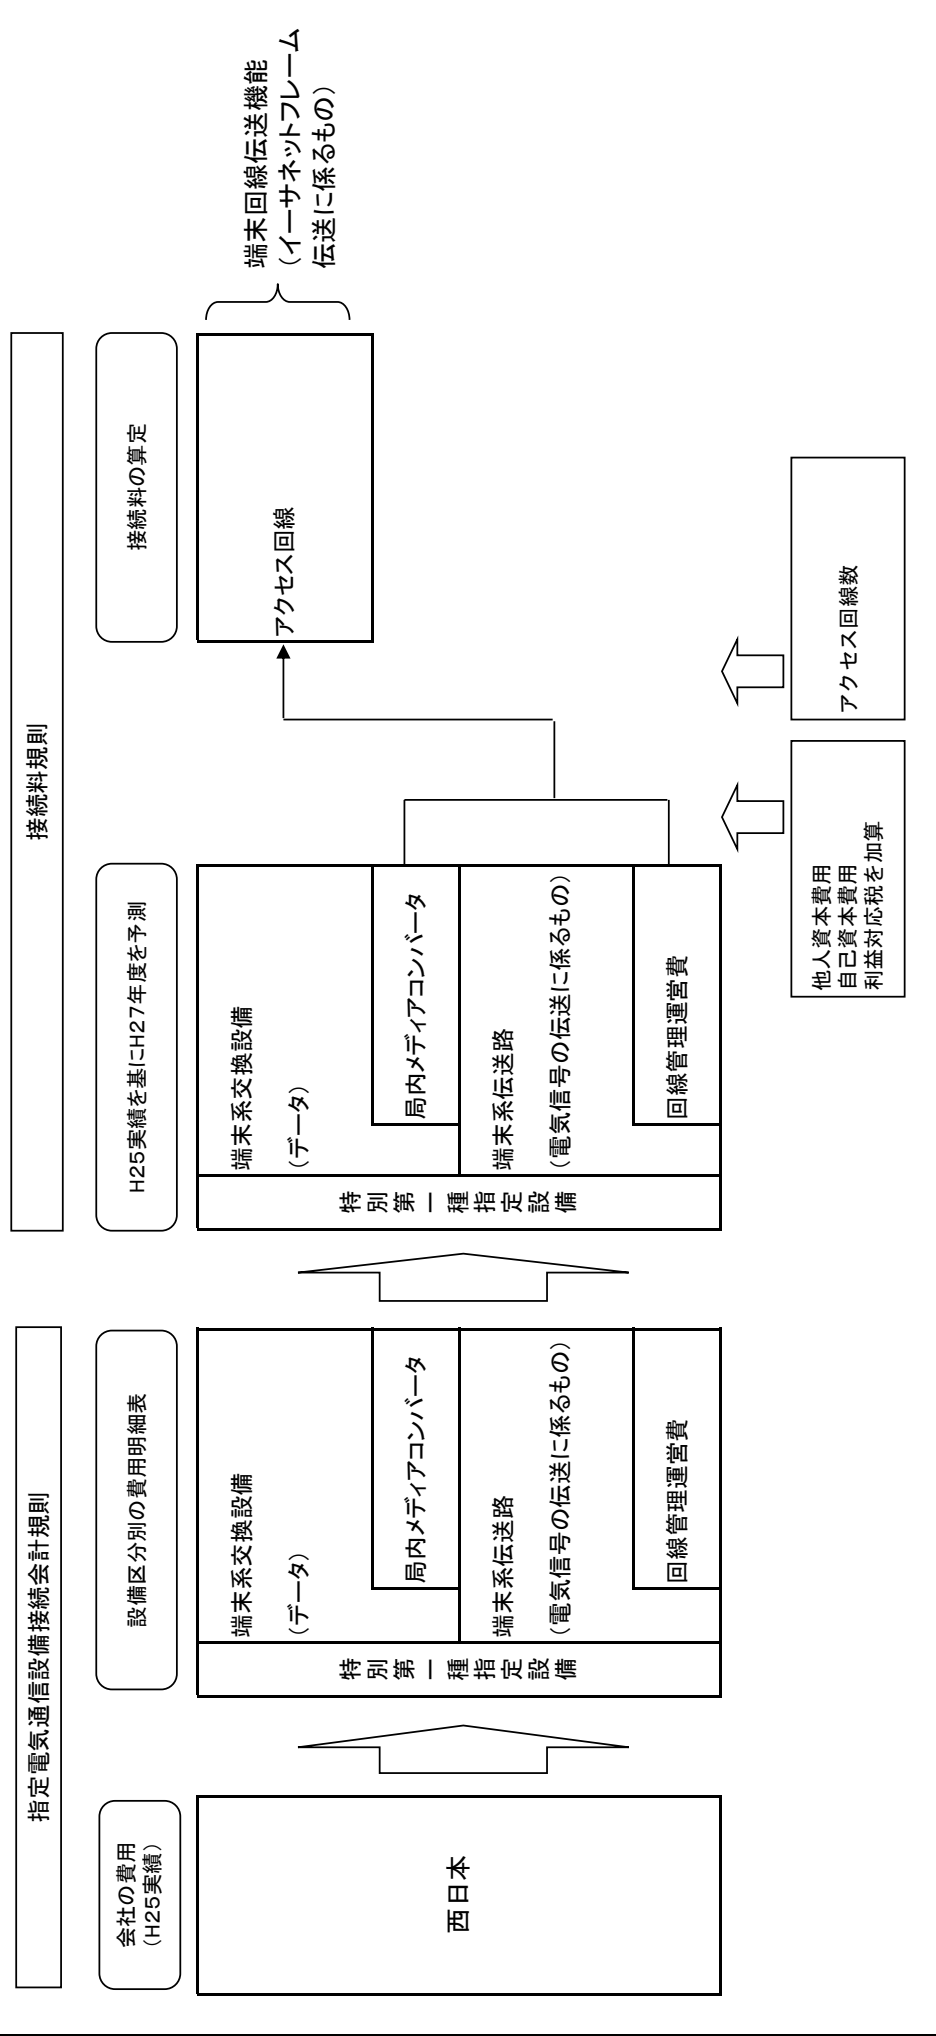 指定電気通信設備接続会計規則
接続料規則
会社の費用
（H25実績）
設備区分別の費用明細表
H25実績を基にH27年度を予測
接続料の算定
西日本
特別第一種指定設備
端末系交換設備
（データ）
局内メディアコンバータ
端末系伝送路
（電気信号の伝送に係るもの）
回線管理運営費
特別第一種指定設備
端末系交換設備
（データ）
局内メディアコンバータ
端末系伝送路
（電気信号の伝送に係るもの）
回線管理運営費
アクセス回線
端末回線伝送機能
（イーサネットフレーム
伝送に係るもの）
他人資本費用
自己資本費用
利益対応税を加算
アクセス回線数